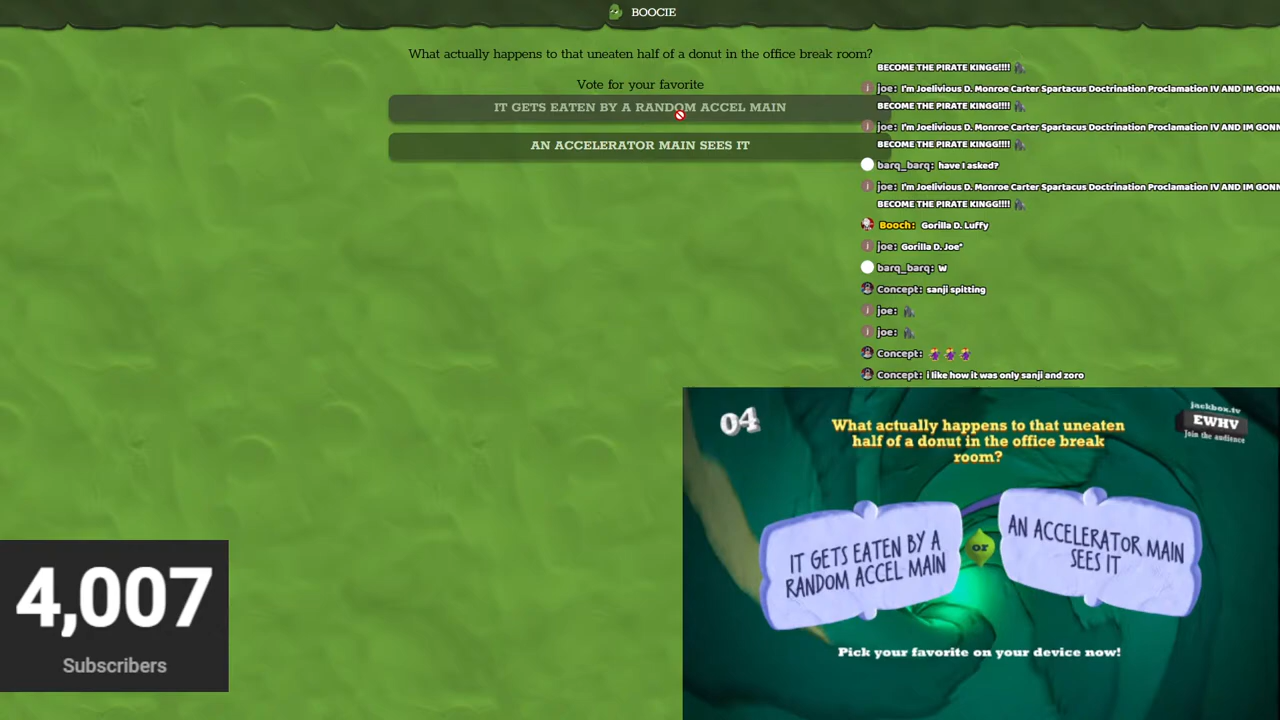 BOOCIE
What actually happens to that uneaten half of a donut in the office break room?
Vote for your favorite
IT GETS EATEN BY A RANDOM ACCEL MAIN
AN ACCELERATOR MAIN SEES IT
BECOME THE PIRATE KINGG!!!!
joe: I'm Joelivious D. Monroe Carter Spartacus Doctrination Proclamation IV AND IM GONN
BECOME THE PIRATE KINGG!!!!
joe: I'm Joelivious D. Monroe Carter Spartacus Doctrination Proclamation IV AND IM GONN
BECOME THE PIRATE KINGG!!!!
barq_barq: have I asked?
joe: I'm Joelivious D. Monroe Carter Spartacus Doctrination Proclamation IV AND IM GONN
BECOME THE PIRATE KINGG!!!!
Booch: Gorilla D. Luffy
joe: Gorilla D. Joe*
barq_barq: W
Concept: sanji spitting
joe:
joe:
Concept:
Concept: i like how it was only sanji and zoro
04
What actually happens to that uneaten
half of a donut in the office break
room?
jackbox.tv
EWHV
Join the audience
IT GETS EATEN BY A
RANDOM ACCEL MAIN
or
AN ACCELERATOR MAIN
SEES IT
Pick your favorite on your device now!
4,007
Subscribers